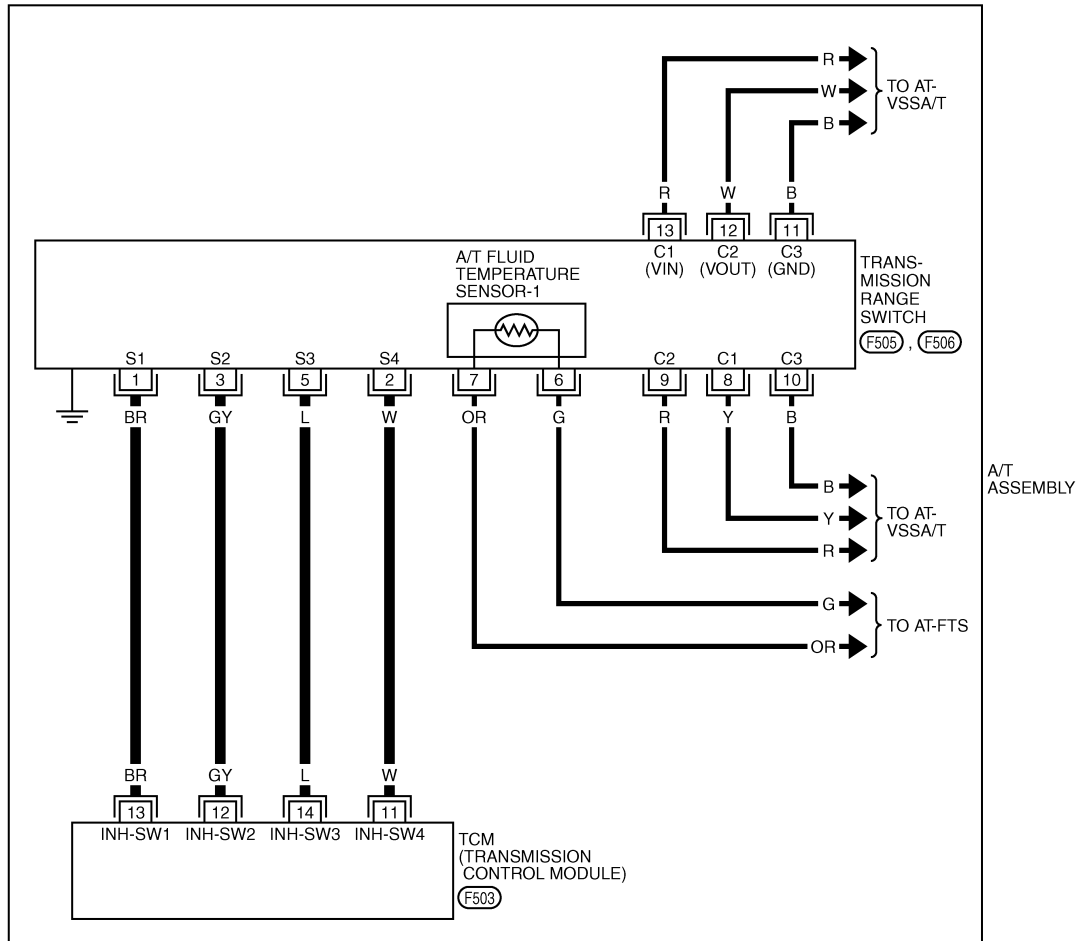 R
W
B
TO AT-
VSSA/T
R W B
13 12 11
C1 C2 C3
(VIN) (VOUT) (GND)
A/T FLUID
TEMPERATURE
SENSOR-1
TRANS-
MISSION
RANGE
SWITCH
F505 , F506
S1 S2 S3 S4 C2 C1 C3
1 3 5 2 7 6 9 8 10
BR GY L W OR G R Y B
B
Y
R
TO AT-
VSSA/T
A/T
ASSEMBLY
G
OR
TO AT-FTS
BR GY L W
13 12 14 11
INH-SW1 INH-SW2 INH-SW3 INH-SW4
TCM
(TRANSMISSION
CONTROL MODULE)
F503